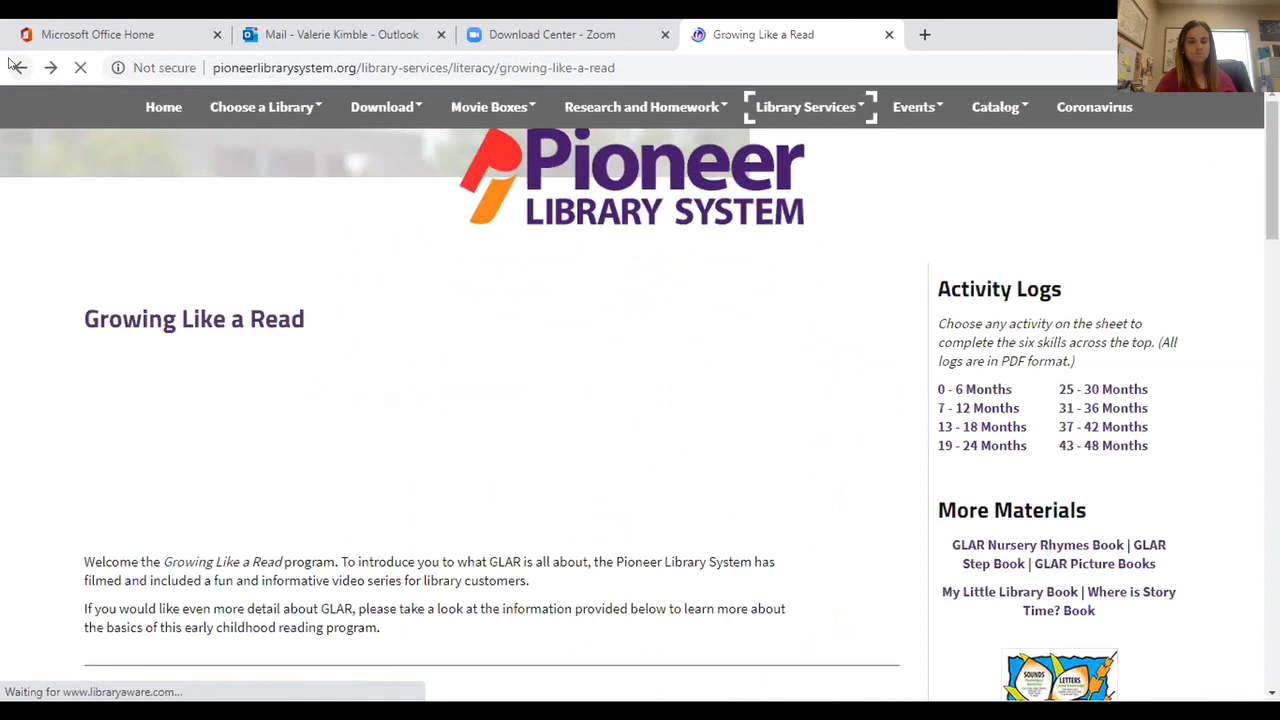 Microsoft Office Home
Mail - Valerie Kimble - Outlook
Download Center - Zoom
Growing Like a Read
Not secure
pioneerlibrarysystem.org/library-services/literacy/growing-like-a-read
Home
Choose a Library
Download
Movie Boxes
Research and Homework
Library Services
Events
Catalog
Coronavirus
Pioneer
LIBRARY SYSTEM
Growing Like a Read
Welcome the Growing Like a Read program. To introduce you to what GLAR is all about, the Pioneer Library System has
filmed and included a fun and informative video series for library customers.
If you would like even more detail about GLAR, please take a look at the information provided below to learn more about
the basics of this early childhood reading program.
Activity Logs
Choose any activity on the sheet to
complete the six skills across the top. (All
logs are in PDF format.)
0 - 6 Months 25 - 30 Months
7 - 12 Months 31 - 36 Months
13 - 18 Months 37 - 42 Months
19 - 24 Months 43 - 48 Months
More Materials
GLAR Nursery Rhymes Book | GLAR
Step Book | GLAR Picture Books
My Little Library Book | Where is Story
Time? Book
SOUNDS
LETTERS
Waiting for www.libraryaware.com...